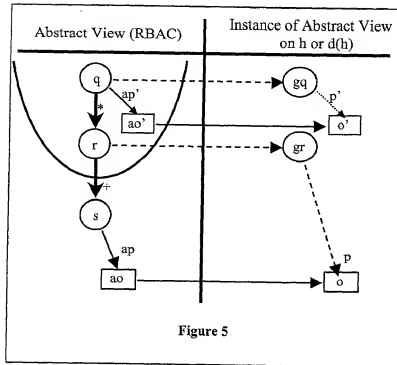 Abstract View (RBAC)
Instance of Abstract View
on h or d(h)
q
gq
ap'
p'
*
ao'
o'
r
gr
+
s
ap
p
ao
o
Figure 5